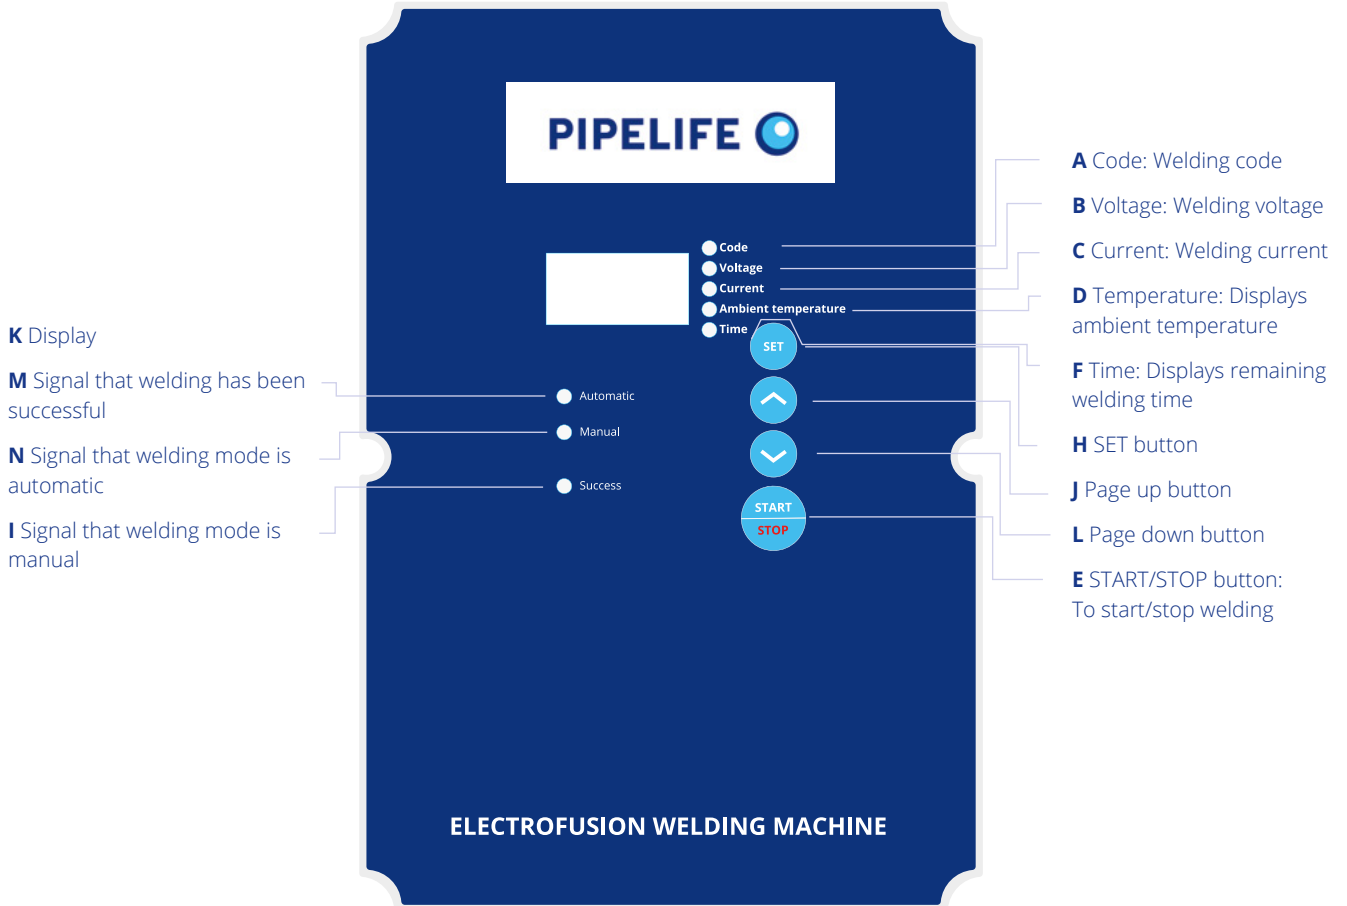 PIPELIFE
Code
Voltage
Current
Ambient temperature
Time
SET
Automatic
Manual
Success
START
STOP
ELECTROFUSION WELDING MACHINE
K Display
M Signal that welding has been
successful
N Signal that welding mode is
automatic
I Signal that welding mode is
manual
A Code: Welding code
B Voltage: Welding voltage
C Current: Welding current
D Temperature: Displays
ambient temperature
F Time: Displays remaining
welding time
H SET button
J Page up button
L Page down button
E START/STOP button:
To start/stop welding